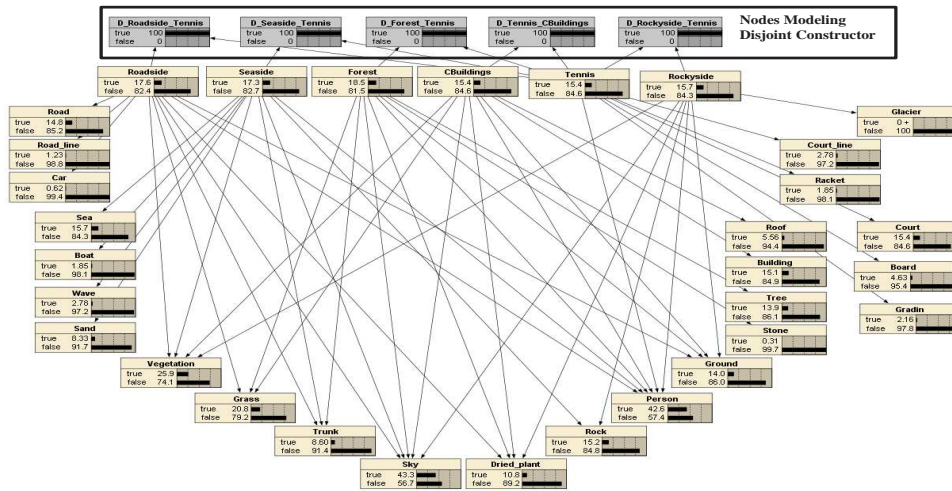 D_Roadside_Tennis
true 100
false 0
D_Seaside_Tennis
true 100
false 0
D_Forest_Tennis
true 100
false 0
D_Tennis_CBuildings
true 100
false 0
D_Rockyside_Tennis
true 100
false 0
Nodes Modeling
Disjoint Constructor
Roadside
true 17.6
false 82.4
Seaside
true 17.3
false 82.7
Forest
true 18.5
false 81.5
CBuildings
true 15.4
false 84.6
Tennis
true 15.4
false 84.6
Rockyside
true 15.7
false 84.3
Road
true 14.8
false 85.2
Glacier
true 0 +
false 100
Road_line
true 1.23
false 98.8
Court_line
true 2.78
false 97.2
Car
true 0.62
false 99.4
Racket
true 1.85
false 98.1
Sea
true 15.7
false 84.3
Roof
true 5.56
false 94.4
Court
true 15.4
false 84.6
Boat
true 1.85
false 98.1
Building
true 15.1
false 84.9
Board
true 4.63
false 95.4
Wave
true 2.78
false 97.2
Tree
true 13.9
false 86.1
Gradin
true 2.16
false 97.8
Sand
true 8.33
false 91.7
Stone
true 0.31
false 99.7
Vegetation
true 25.9
false 74.1
Ground
true 14.0
false 86.0
Grass
true 20.8
false 79.2
Person
true 42.6
false 57.4
Trunk
true 8.60
false 91.4
Rock
true 15.2
false 84.8
Sky
true 43.3
false 56.7
Dried_plant
true 10.8
false 89.2